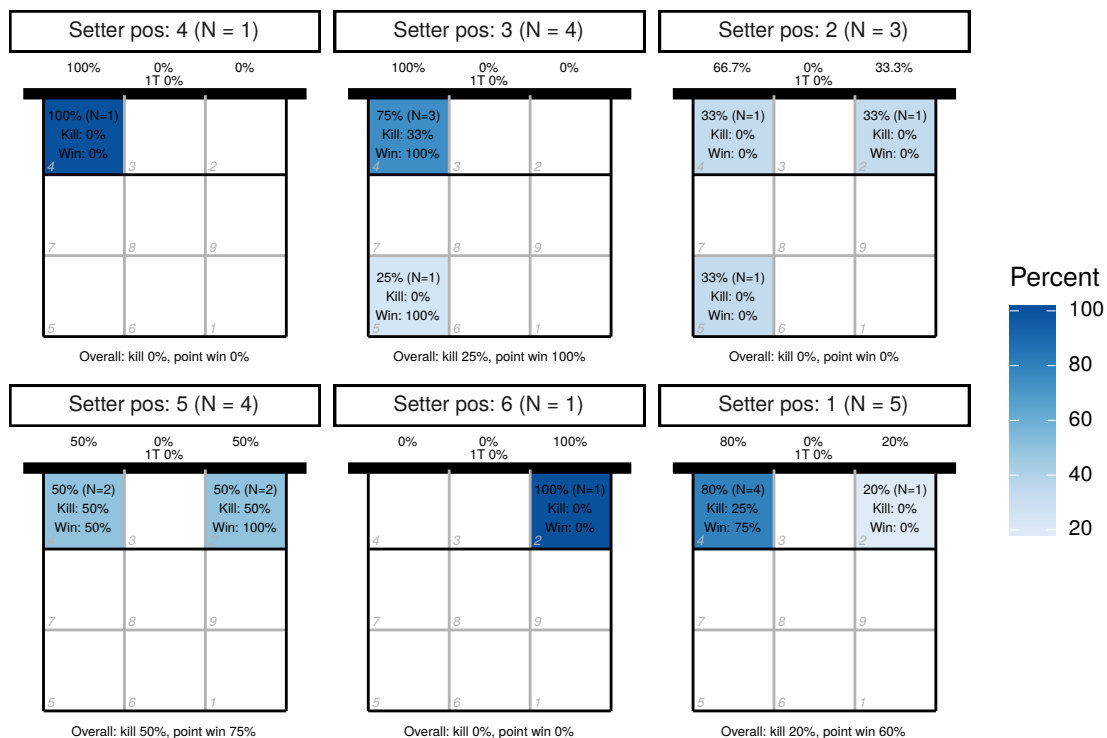 Setter pos: 4 (N = 1)
100% 0% 0%
1T 0%
100% (N=1)
Kill: 0%
Win: 0%
4 3 2
7 8 9
5 6 1
Overall: kill 0%, point win 0%
Setter pos: 3 (N = 4)
100% 0% 0%
1T 0%
75% (N=3)
Kill: 33%
Win: 100%
4 3 2
7 8 9
25% (N=1)
Kill: 0%
Win: 100%
5 6 1
Overall: kill 25%, point win 100%
Setter pos: 2 (N = 3)
66.7% 0% 33.3%
1T 0%
33% (N=1) 33% (N=1)
Kill: 0% Kill: 0%
Win: 0% Win: 0%
4 3 2
7 8 9
33% (N=1)
Kill: 0%
Win: 0%
5 6 1
Overall: kill 0%, point win 0%
Percent
100
80
60
40
20
Setter pos: 5 (N = 4)
50% 0% 50%
1T 0%
50% (N=2) 50% (N=2)
Kill: 50% Kill: 50%
Win: 50% Win: 100%
4 3 2
7 8 9
5 6 1
Overall: kill 50%, point win 75%
Setter pos: 6 (N = 1)
0% 0% 100%
1T 0%
100% (N=1)
Kill: 0%
Win: 0%
4 3 2
7 8 9
5 6 1
Overall: kill 0%, point win 0%
Setter pos: 1 (N = 5)
80% 0% 20%
1T 0%
80% (N=4) 20% (N=1)
Kill: 25% Kill: 0%
Win: 75% Win: 0%
4 3 2
7 8 9
5 6 1
Overall: kill 20%, point win 60%